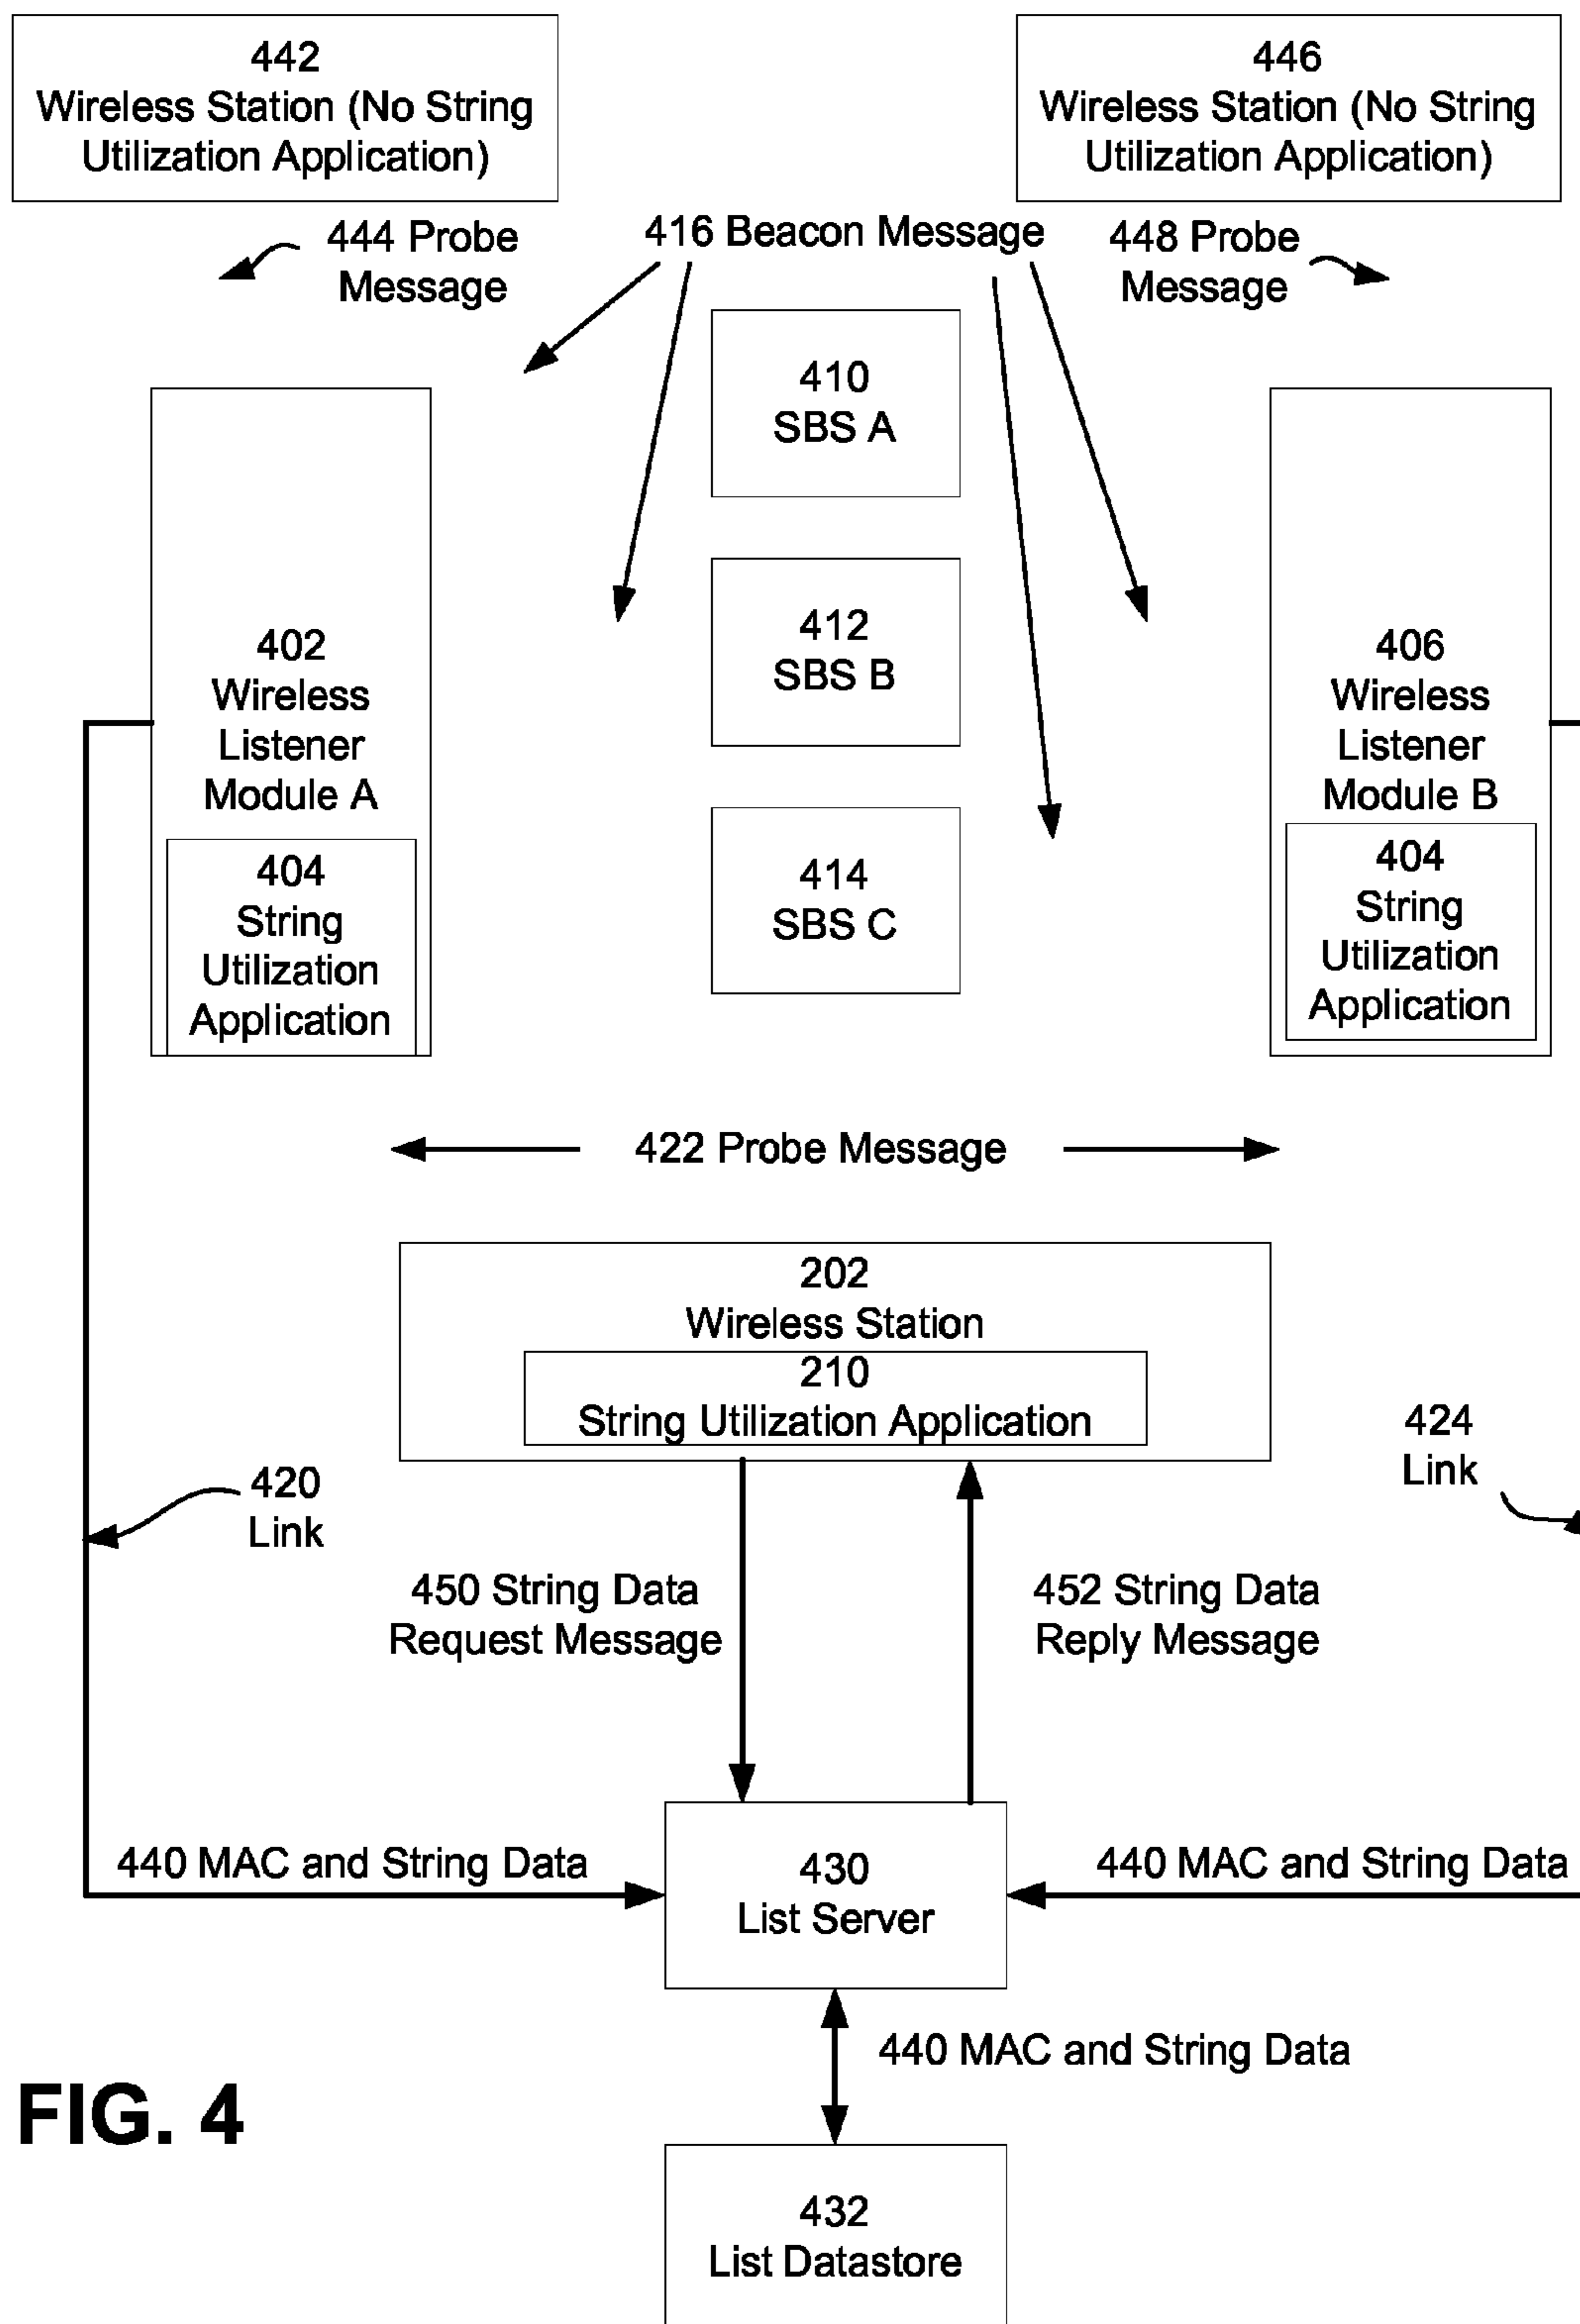 442
Wireless Station (No String
Utilization Application)
446
Wireless Station (No String
Utilization Application)
444 Probe
Message
416 Beacon Message
448 Probe
Message
410
SBS A
412
SBS B
414
SBS C
402
Wireless
Listener
Module A
404
String
Utilization
Application
406
Wireless
Listener
Module B
404
String
Utilization
Application
422 Probe Message
202
Wireless Station
210
String Utilization Application
420
Link
424
Link
450 String Data
Request Message
452 String Data
Reply Message
440 MAC and String Data
430
List Server
440 MAC and String Data
440 MAC and String Data
432
List Datastore
FIG. 4